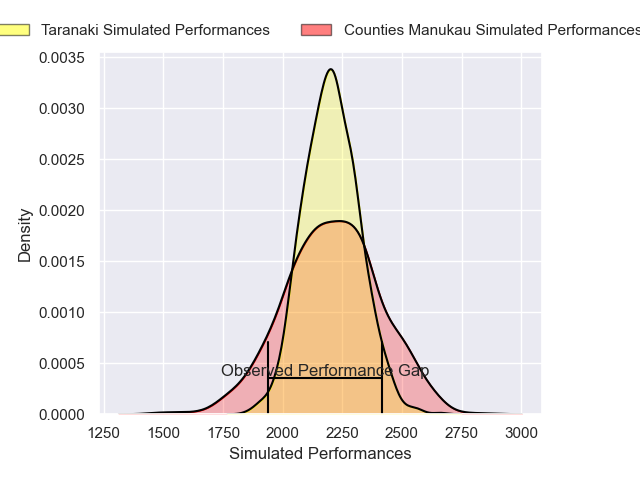 Taranaki Simulated Performances
Counties Manukau Simulated Performances
0.0035
0.0030
0.0025
0.0020
0.0015
0.0010
0.0005
0.0000
Density
Observed Performance Gap
1250 1500 1750 2000 2250 2500 2750 3000
Simulated Performances